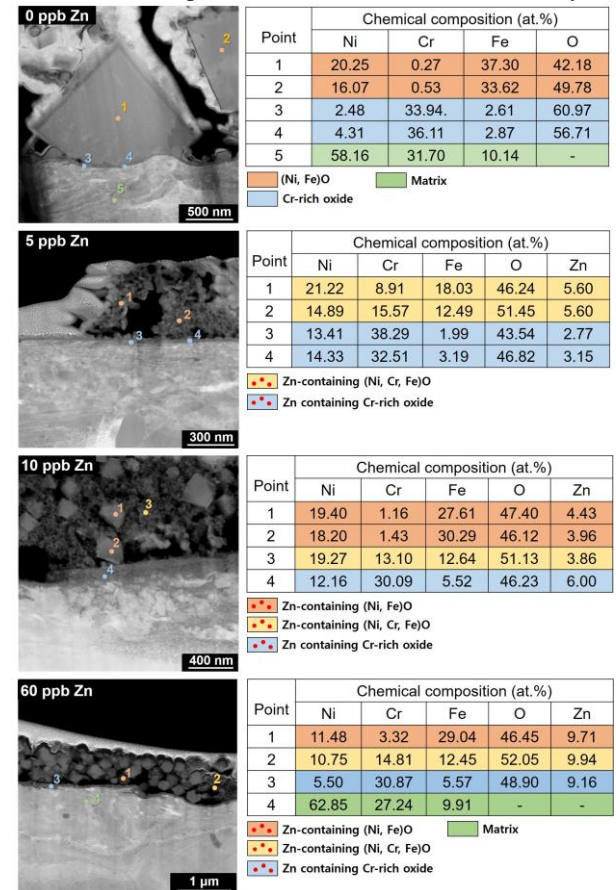 0 ppb Zn
2
1
3
4
5
500 nm
Chemical composition (at.%)
Point Ni Cr Fe O
1 20.25 0.27 37.30 42.18
2 16.07 0.53 33.62 49.78
3 2.48 33.94. 2.61 60.97
4 4.31 36.11 2.87 56.71
5 58.16 31.70 10.14 -
(Ni, Fe)O Matrix
Cr-rich oxide
5 ppb Zn
1
2
3
4
300 nm
Chemical composition (at.%)
Point Ni Cr Fe O Zn
1 21.22 8.91 18.03 46.24 5.60
2 14.89 15.57 12.49 51.45 5.60
3 13.41 38.29 1.99 43.54 2.77
4 14.33 32.51 3.19 46.82 3.15
Zn-containing (Ni, Cr, Fe)O
Zn containing Cr-rich oxide
10 ppb Zn
1
3
2
4
400 nm
Chemical composition (at.%)
Point Ni Cr Fe O Zn
1 19.40 1.16 27.61 47.40 4.43
2 18.20 1.43 30.29 46.12 3.96
3 19.27 13.10 12.64 51.13 3.86
4 12.16 30.09 5.52 46.23 6.00
Zn-containing (Ni, Fe)O
Zn-containing (Ni, Cr, Fe)O
Zn containing Cr-rich oxide
60 ppb Zn
3
1
2
1 μm
Chemical composition (at.%)
Point Ni Cr Fe O Zn
1 11.48 3.32 29.04 46.45 9.71
2 10.75 14.81 12.45 52.05 9.94
3 5.50 30.87 5.57 48.90 9.16
4 62.85 27.24 9.91 - -
Zn-containing (Ni, Fe)O Matrix
Zn-containing (Ni, Cr, Fe)O
Zn containing Cr-rich oxide